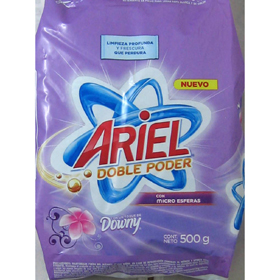 LIMPIEZA PROFUNDA
Y FRESCURA
QUE PERDURA
NUEVO
ARIEL
DOBLE PODER
CON
MICRO ESFERAS
Downy
CONT.
NETO 500 g